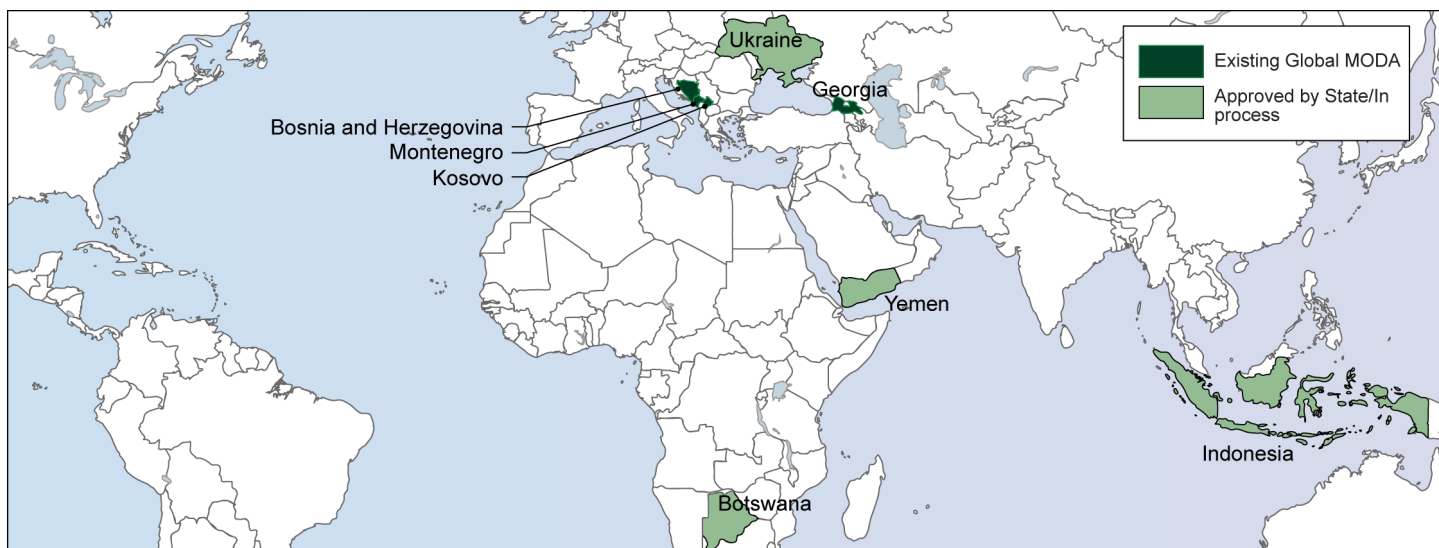 Ukraine
Existing Global MODA
Georgia
Approved by State/In
process
Bosnia and Herzegovina
Montenegro
Kosovo
Yemen
Indonesia
Botswana